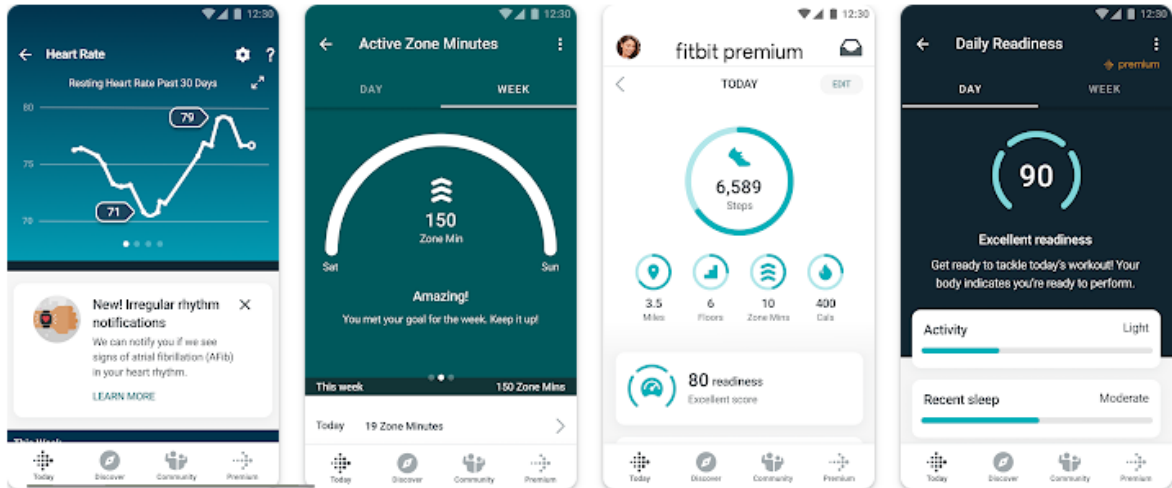 12:30
Heart Rate
?
Resting Heart Rate Past 30 Days
80
79
75
71
70
New! Irregular rhythm
notifications
We can notify you if we see
signs of atrial fibrillation (AFib)
in your heart rhythm.
LEARN MORE
This Week
Today Discover Community Premium
12:30
Active Zone Minutes
DAY WEEK
150
Zone Min
Sat Sun
Amazing!
You met your goal for the week. Keep it up!
This week 150 Zone Mins
Today 19 Zone Minutes
Today Discover Community Premium
12:30
fitbit premium
TODAY EDIT
6,589
Steps
3.5 6 10 400
Miles Floors Zone Mins Cals
80 readiness
Excellent score
Today Discover Community Premium
12:30
Daily Readiness
premium
DAY WEEK
90
Excellent readiness
Get ready to tackle today's workout! Your
body indicates you're ready to perform.
Activity Light
Recent sleep Moderate
Today Discover Community Premium